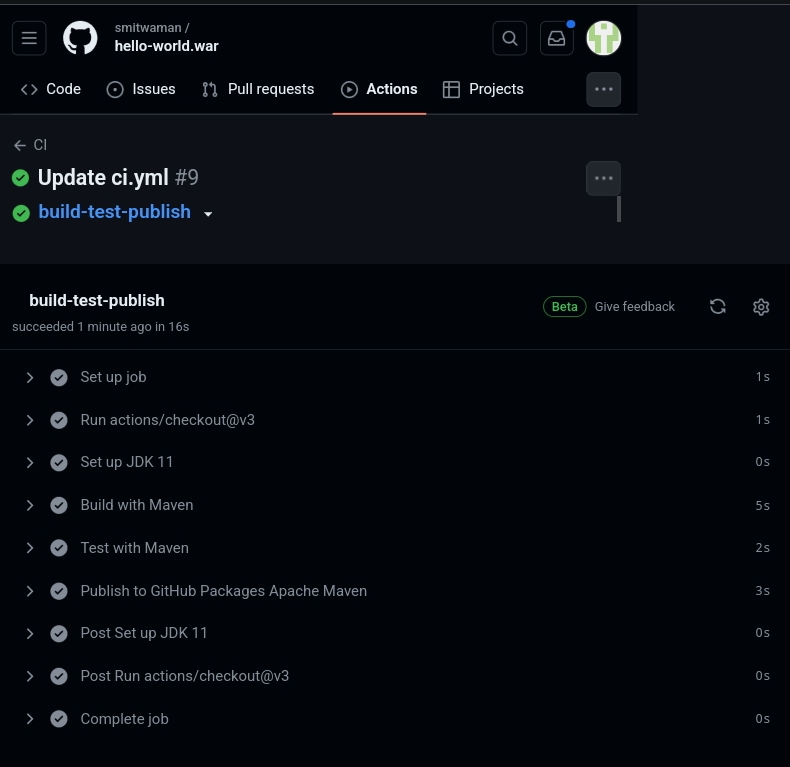 smitwaman /
hello-world.war
Code Issues Pull requests Actions Projects
CI
Update ci.yml #9
build-test-publish
build-test-publish
succeeded 1 minute ago in 16s
Beta Give feedback
Set up job 1s
Run actions/checkout@v3 1s
Set up JDK 11 0s
Build with Maven 5s
Test with Maven 2s
Publish to GitHub Packages Apache Maven 3s
Post Set up JDK 11 0s
Post Run actions/checkout@v3 0s
Complete job 0s